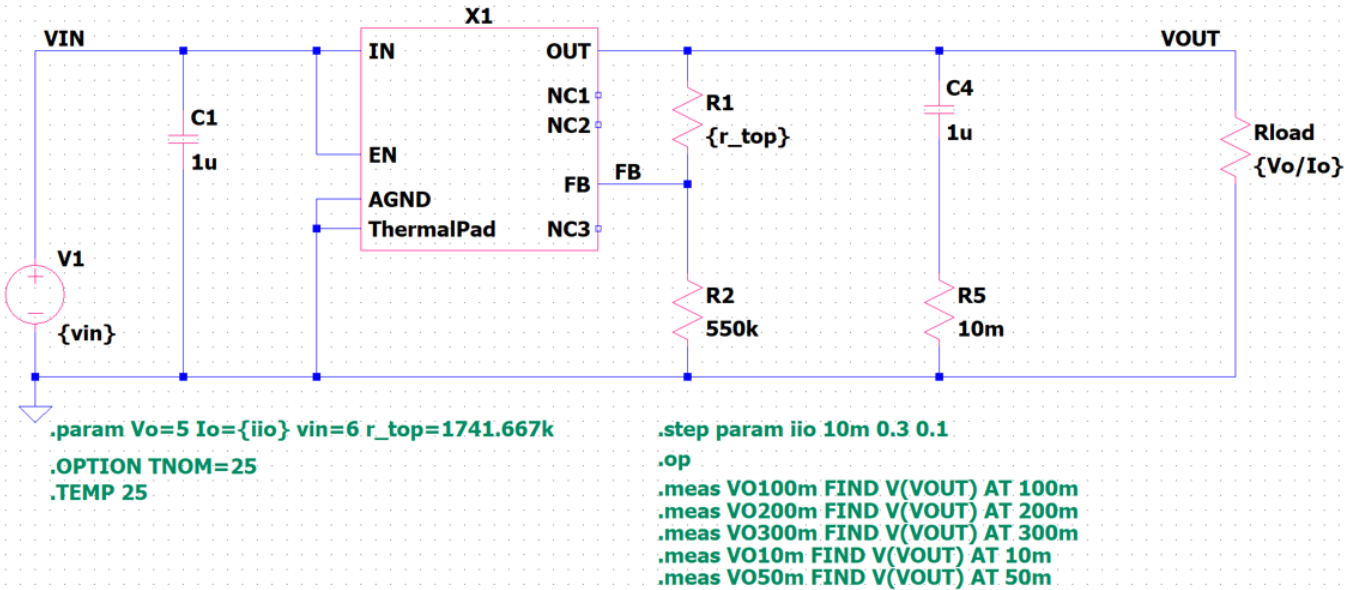 X1
VIN
IN
OUT
VOUT
NC1
NC2
C1
1u
R1
{r_top}
C4
1u
Rload
{Vo/Io}
EN
FB
FB
AGND
ThermalPad
NC3
V1
{vin}
R2
550k
R5
10m
.param Vo=5 Io={iio} vin=6 r_top=1741.667k
.OPTION TNOM=25
.TEMP 25
.step param iio 10m 0.3 0.1
.op
.meas VO100m FIND V(VOUT) AT 100m
.meas VO200m FIND V(VOUT) AT 200m
.meas VO300m FIND V(VOUT) AT 300m
.meas VO10m FIND V(VOUT) AT 10m
.meas VO50m FIND V(VOUT) AT 50m